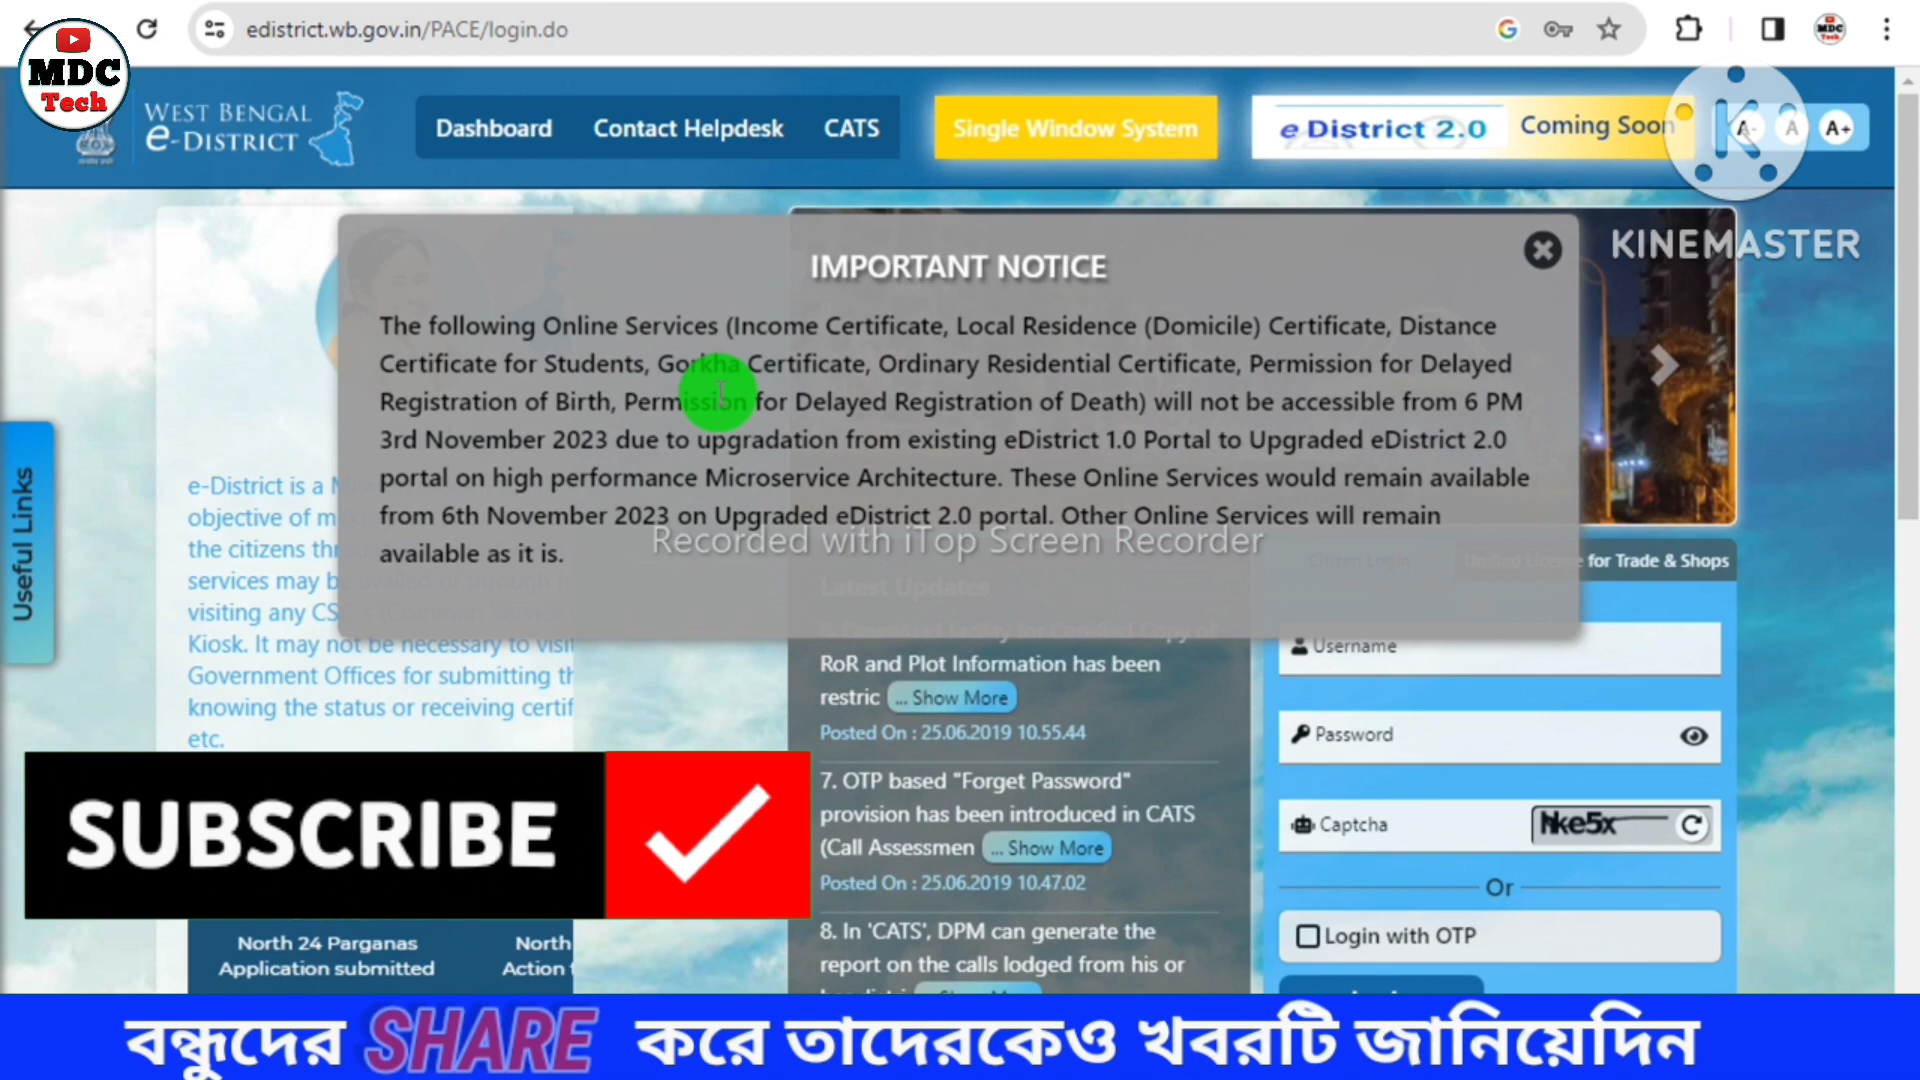 edistrict.wb.gov.in/PACE/login.do
MDC
Tech
WEST BENGAL
e-DISTRICT
Dashboard
Contact Helpdesk
CATS
Single Window System
e District 2.0
Coming Soon
A-
A
A+
KINEMASTER
IMPORTANT NOTICE
The following Online Services (Income Certificate, Local Residence (Domicile) Certificate, Distance
Certificate for Students, Gorkha Certificate, Ordinary Residential Certificate, Permission for Delayed
Registration of Birth, Permission for Delayed Registration of Death) will not be accessible from 6 PM
3rd November 2023 due to upgradation from existing eDistrict 1.0 Portal to Upgraded eDistrict 2.0
portal on high performance Microservice Architecture. These Online Services would remain available
from 6th November 2023 on Upgraded eDistrict 2.0 portal. Other Online Services will remain
available as it is.
Recorded with iTop Screen Recorder
Useful Links
e-District is a
objective of
the citizens
services may
visiting any
Kiosk. It may not be necessary to visit
Government Offices for submitting
knowing the status or receiving
etc.
SUBSCRIBE
North 24 Parganas
Application submitted
North
Action
Latest Updates
RoR and Plot Information has been
restric ... Show More
Posted On : 25.06.2019 10.55.44
7. OTP based "Forget Password"
provision has been introduced in CATS
(Call Assessmen ... Show More
Posted On : 25.06.2019 10.47.02
8. In 'CATS', DPM can generate the
report on the calls lodged from his or
Citizen Login
Unified License for Trade & Shops
Username
Password
Captcha
hke5x
Or
Login with OTP
বন্ধুদের SHARE করে তাদেরকেও খবরটি জানিয়েদিন